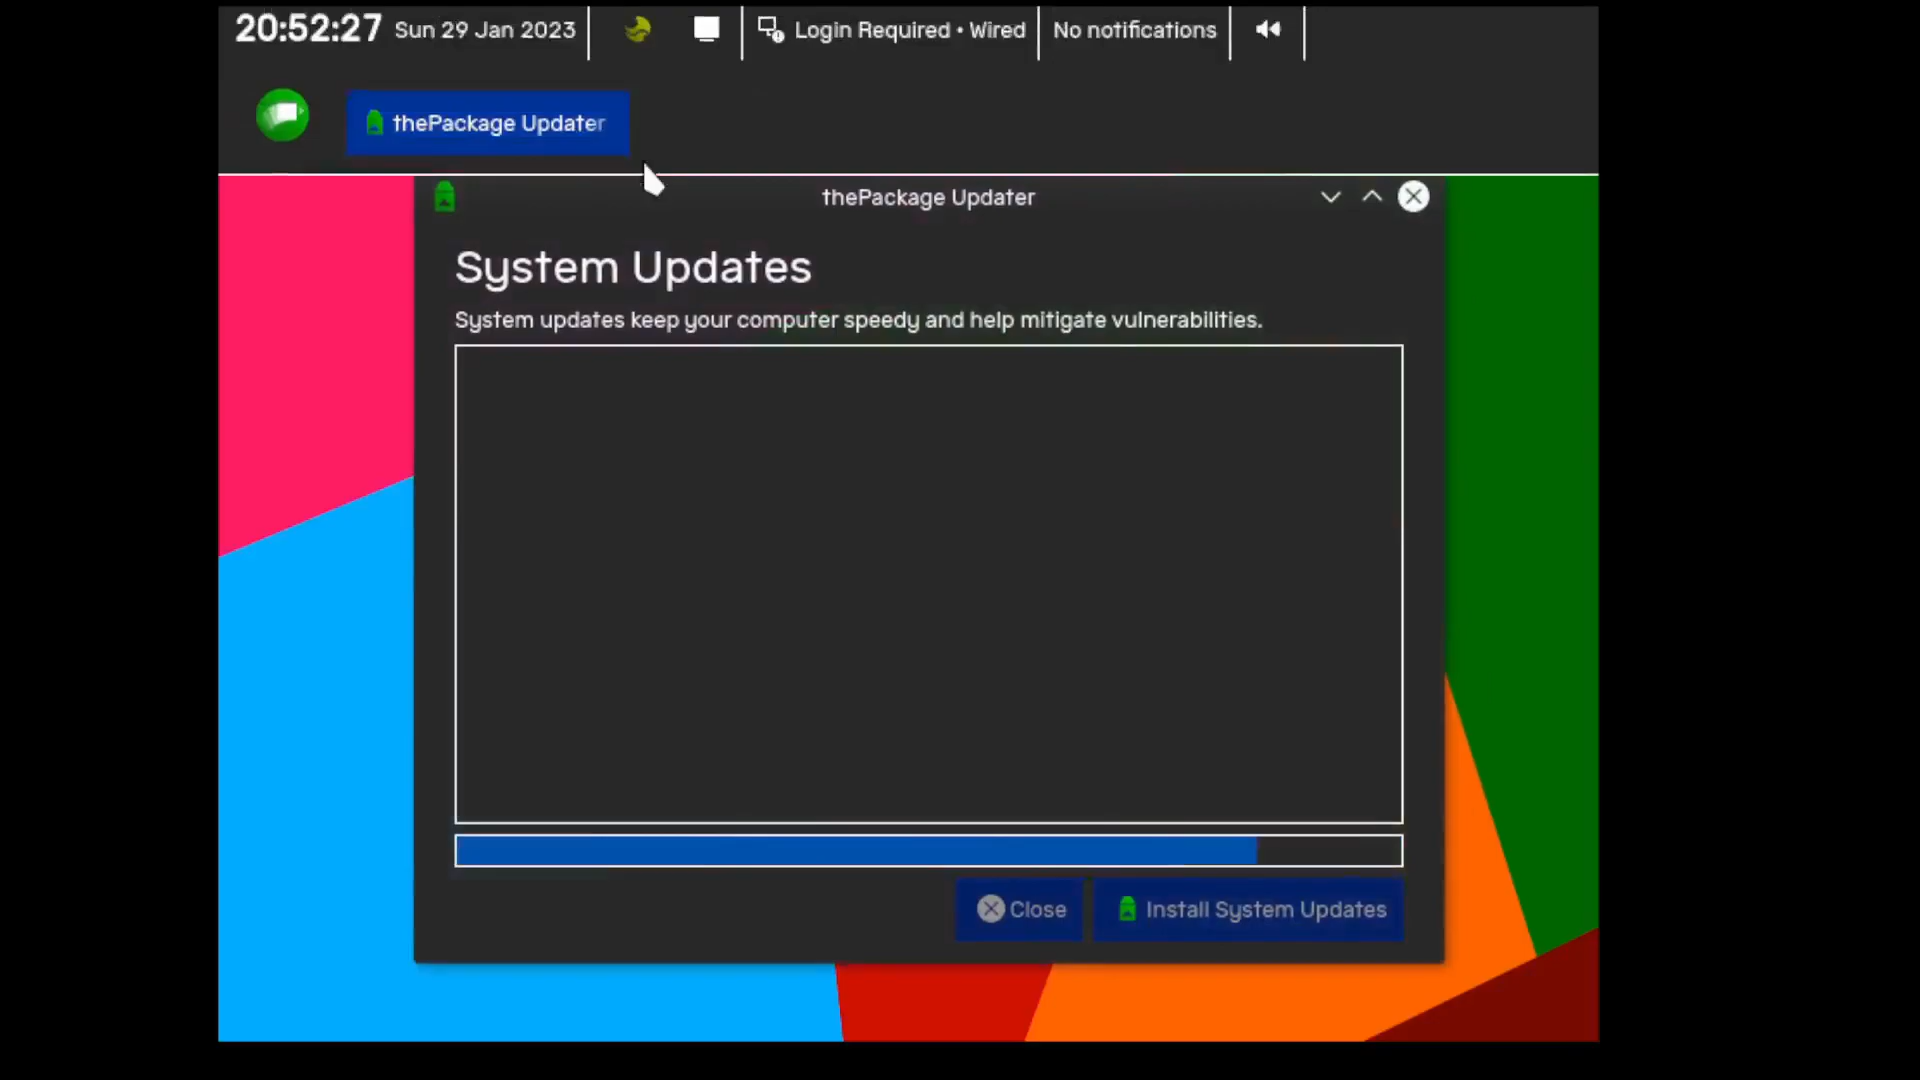 20:52:27 Sun 29 Jan 2023 Login Required • Wired No notifications
thePackage Updater
thePackage Updater
System Updates
System updates keep your computer speedy and help mitigate vulnerabilities.
Close Install System Updates